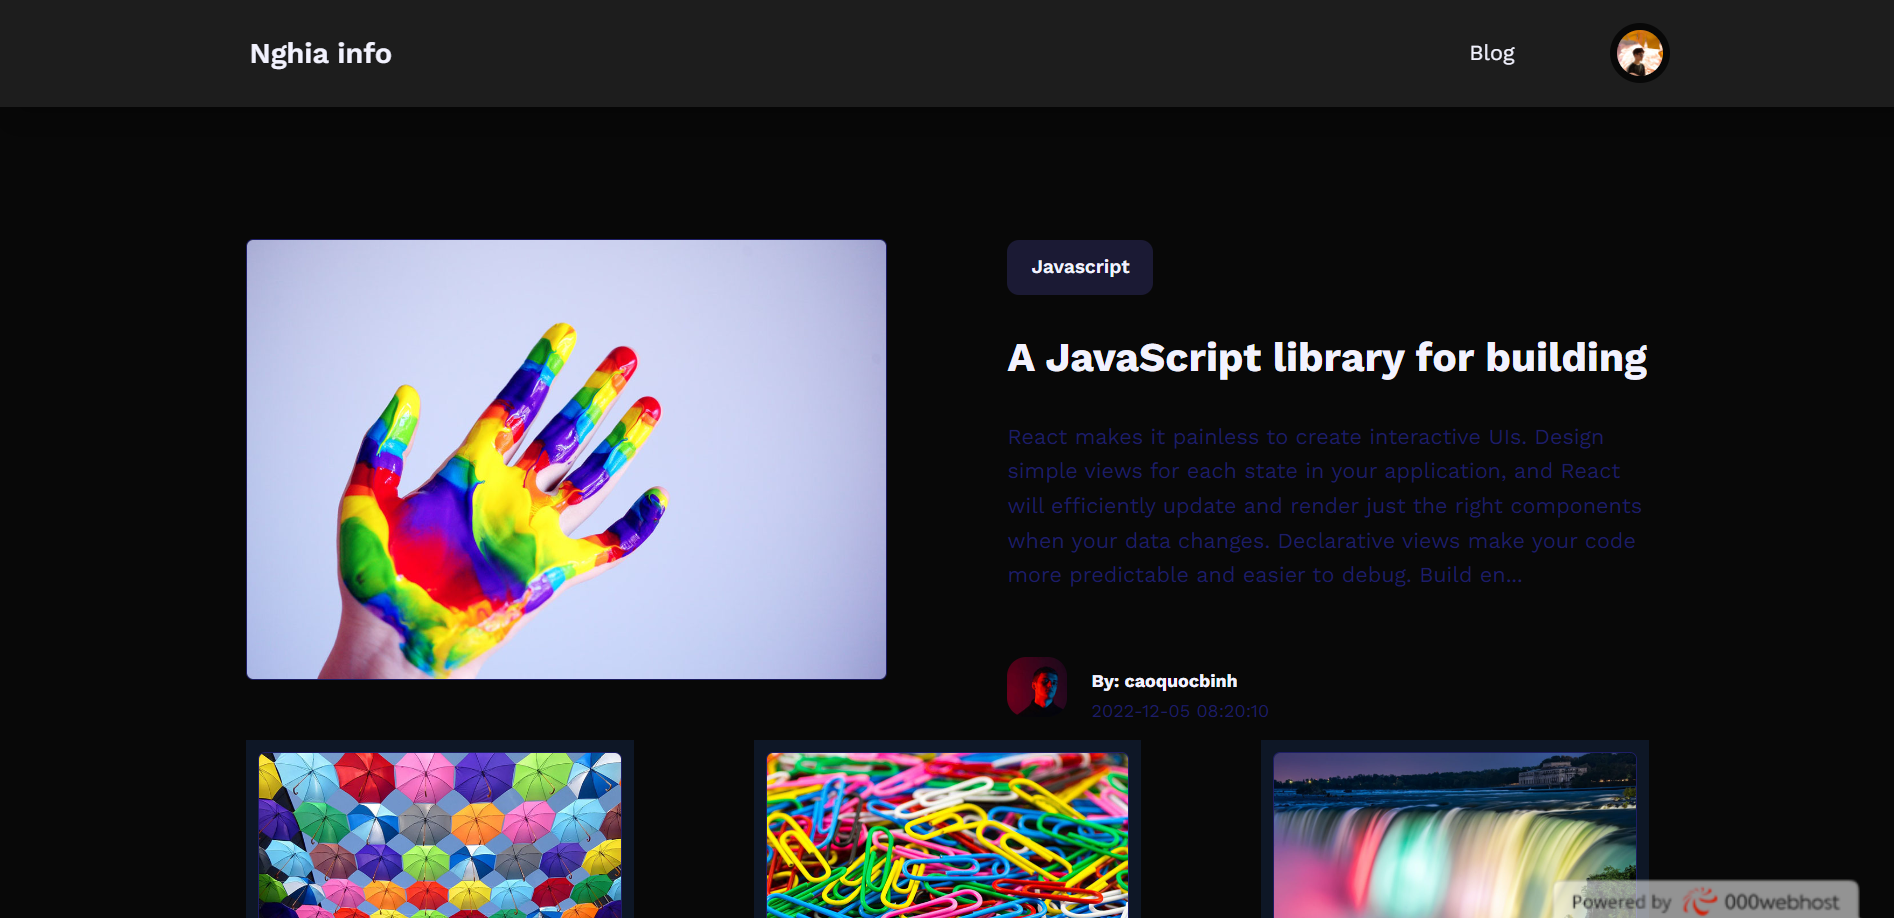 Nghia info
Blog
Javascript
A JavaScript library for building
React makes it painless to create interactive UIs. Design
simple views for each state in your application, and React
will efficiently update and render just the right components
when your data changes. Declarative views make your code
more predictable and easier to debug. Build en...
By: caoquocbinh
2022-12-05 08:20:10
Powered by 000webhost